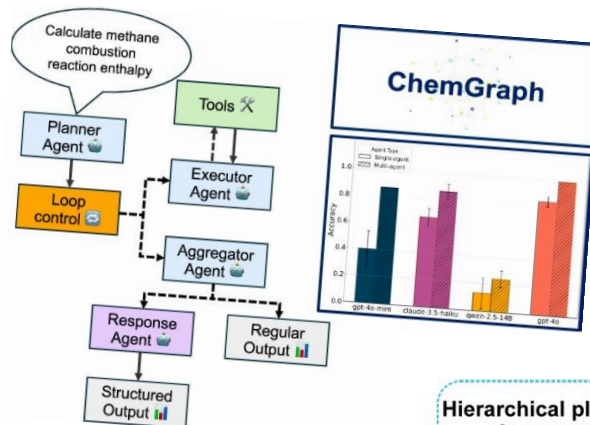 Calculate methane
combustion
reaction enthalpy
Planner
Agent
Loop
control
Tools
Executor
Agent
Aggregator
Agent
Response
Agent
Regular
Output
Structured
Output
ChemGraph
Agent Type
Single-agent
Multi-agent
Accuracy
1.0
0.8
0.6
0.4
0.2
0.0
gpt-4o-mini
claude-3.5-haiku
qwen-2.5-14B
gpt-4o
Hierarchical pl